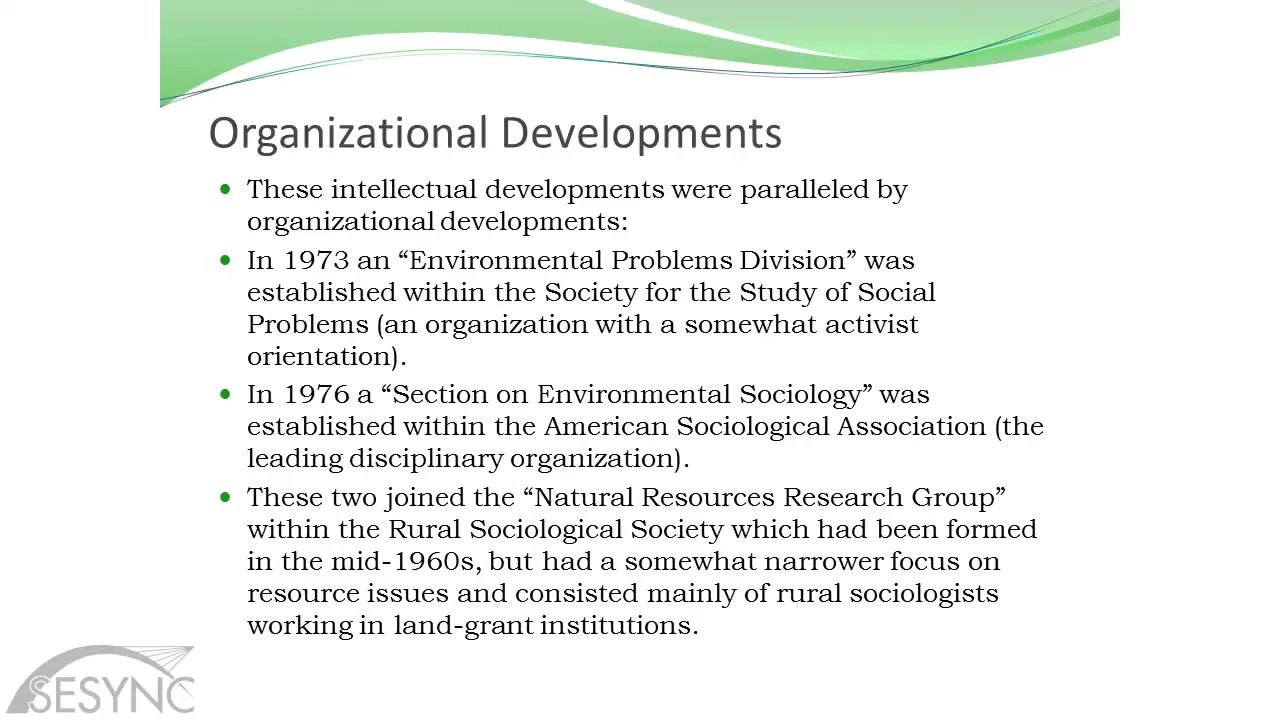 Organizational Developments
These intellectual developments were paralleled by
organizational developments:
In 1973 an “Environmental Problems Division” was
established within the Society for the Study of Social
Problems (an organization with a somewhat activist
orientation).
In 1976 a “Section on Environmental Sociology” was
established within the American Sociological Association (the
leading disciplinary organization).
These two joined the “Natural Resources Research Group”
within the Rural Sociological Society which had been formed
in the mid-1960s, but had a somewhat narrower focus on
resource issues and consisted mainly of rural sociologists
working in land-grant institutions.
SESYNC